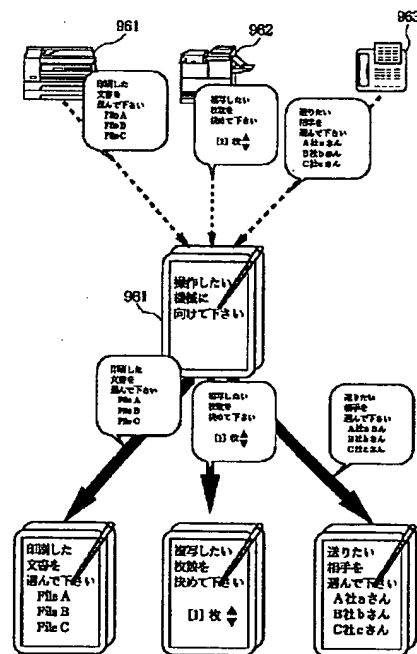 961
962
963
印刷した
文書を
選んで下さい
File A
File B
File C
複写したい
枚数を
決めて下さい
[1] 枚
送りたい
相手を
選んで下さい
A社aさん
B社bさん
C社cさん
961
操作したい
機械に
向けて下さい
印刷した
文書を
選んで下さい
File A
File B
File C
複写したい
枚数を
決めて下さい
[1] 枚
送りたい
相手を
選んで下さい
A社aさん
B社bさん
C社cさん
印刷した
文書を
選んで下さい
File A
File B
File C
複写したい
枚数を
決めて下さい
[1] 枚
送りたい
相手を
選んで下さい
A社aさん
B社bさん
C社cさん